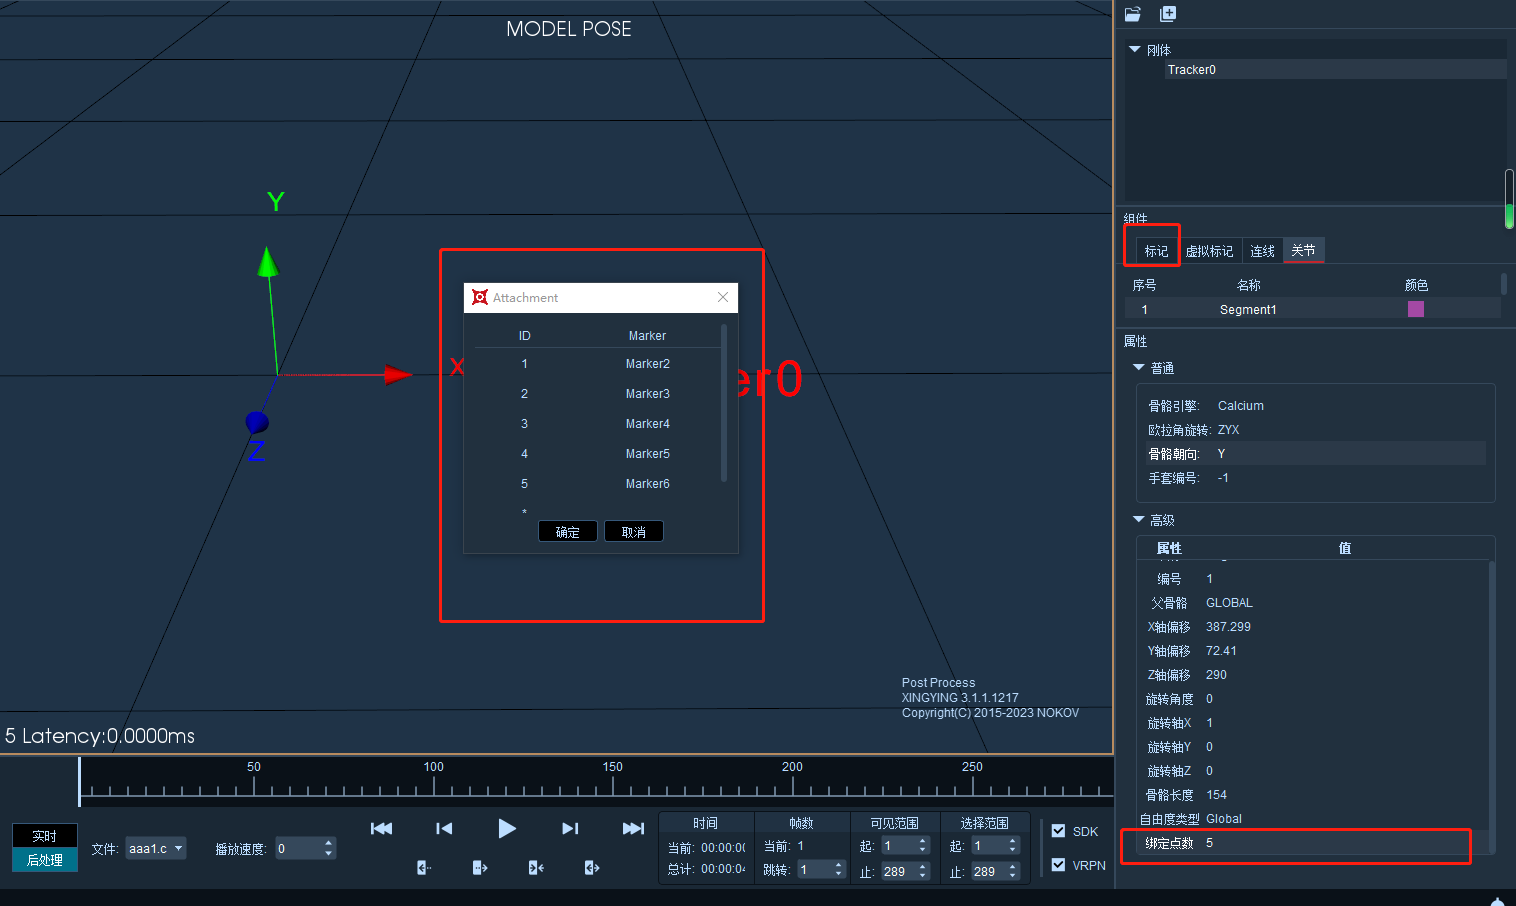 MODEL POSE
Y
X
Z
er0
Attachment
ID Marker
1 Marker2
2 Marker3
3 Marker4
4 Marker5
5 Marker6
*
确定 取消
Post Process
XINGYING 3.1.1.1217
Copyright(C) 2015-2023 NOKOV
5 Latency:0.0000ms
刚体
Tracker0
组件
标记 虚拟标记 连线 关节
序号 名称 颜色
1 Segment1
属性
普通
骨骼引擎: Calcium
欧拉角旋转: ZYX
骨骼朝向: Y
手套编号: -1
高级
属性 值
编号 1
父骨骼 GLOBAL
X轴偏移 387.299
Y轴偏移 72.41
Z轴偏移 290
旋转角度 0
旋转轴X 1
旋转轴Y 0
旋转轴Z 0
骨骼长度 154
自由度类型 Global
绑定点数 5
50 100 150 200 250
实时
后处理
文件: aaa1.c
播放速度: 0
时间 帧数 可见范围 选择范围
当前: 00:00:00 当前: 1 起: 1 起: 1
总计: 00:00:04 跳转: 1 止: 289 止: 289
SDK
VRPN